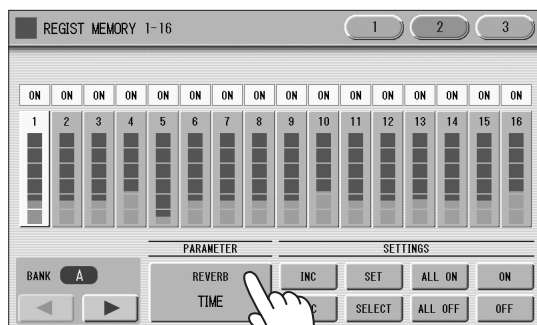 REGIST MEMORY 1-16 1 2 3
ON ON ON ON ON ON ON ON ON ON ON ON ON ON ON ON
1 2 3 4 5 6 7 8 9 10 11 12 13 14 15 16
PARAMETER SETTINGS
BANK A REVERB INC SET ALL ON ON
TIME SELECT ALL OFF OFF